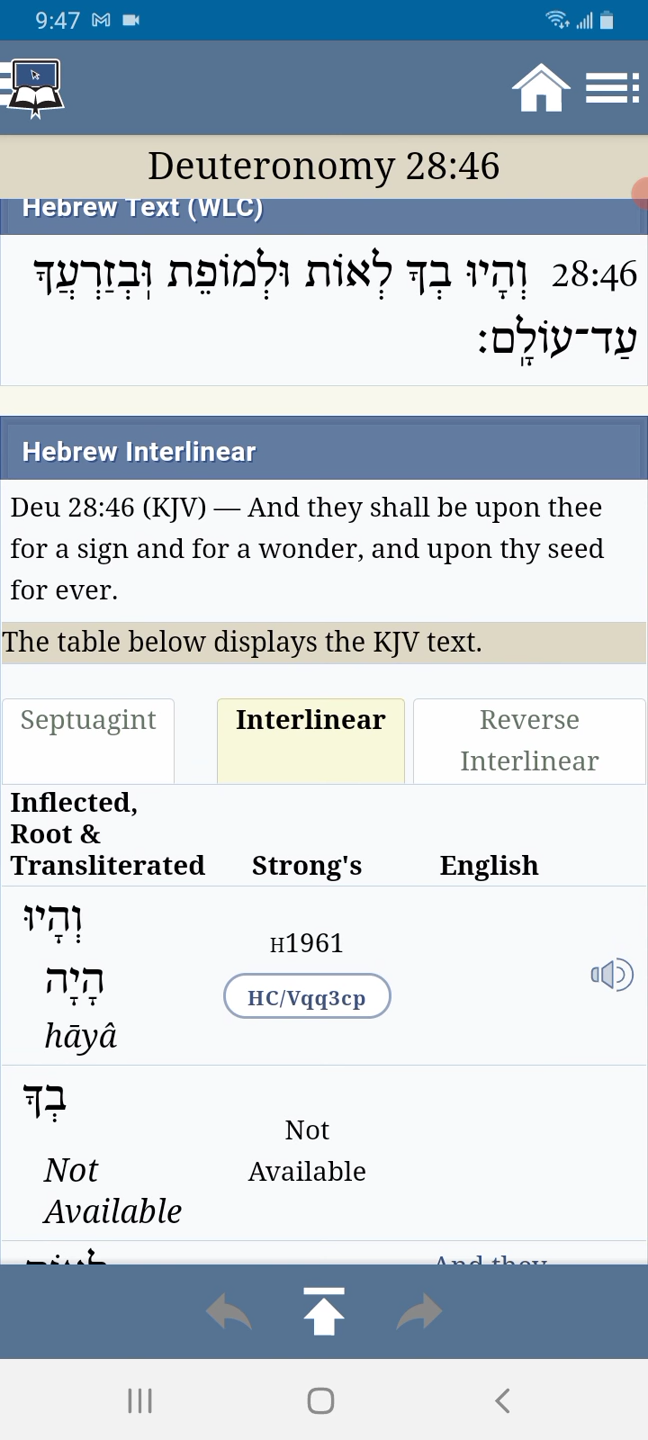 9:47
Deuteronomy 28:46
Hebrew Text (WLC)
28:46 וְהָיוּ בְךָ לְאוֹת וּלְמוֹפֵת וּבְזַרְעֲךָ
עַד־עוֹלָם׃
Hebrew Interlinear
Deu 28:46 (KJV) — And they shall be upon thee
for a sign and for a wonder, and upon thy seed
for ever.
The table below displays the KJV text.
Septuagint
Interlinear
Reverse
Interlinear
Inflected,
Root &
Transliterated
Strong's
English
וְהָיוּ
הָיָה
hāyâ
H1961
HC/Vqq3cp
בְךָ
Not
Available
Not
Available
And they